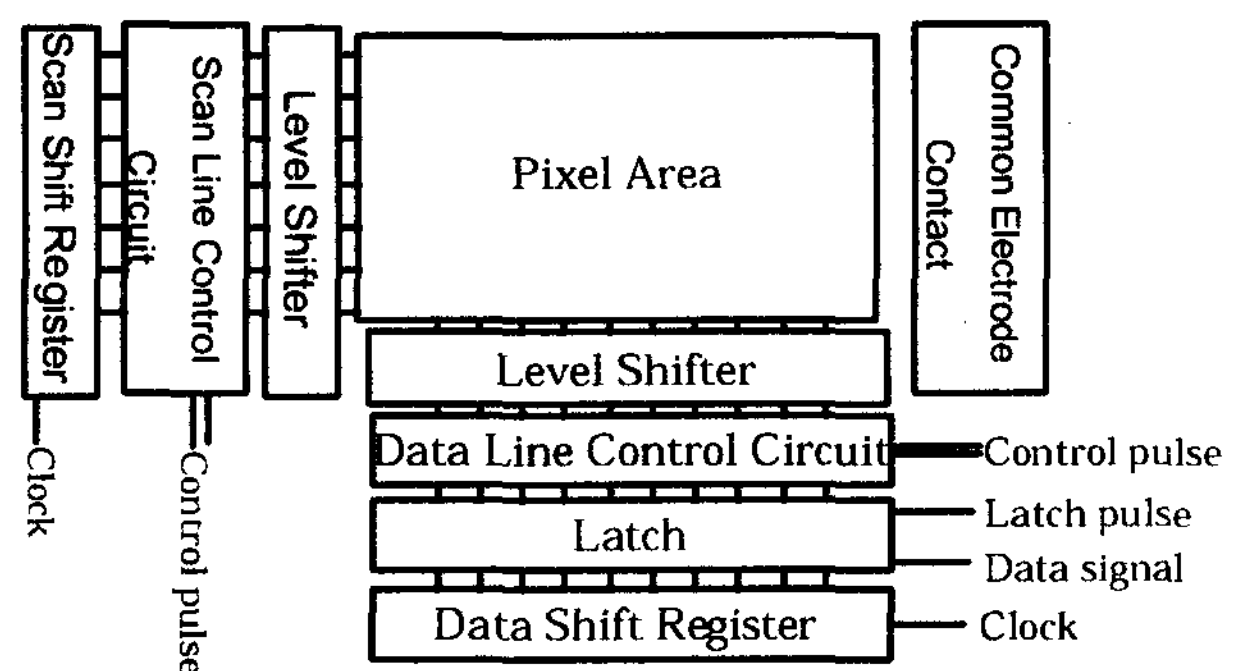 Scan Shift Register
Scan Line Control
Circuit
Level Shifter
Pixel Area
Common Electrode
Contact
Level Shifter
Data Line Control Circuit
Control pulse
Latch
Latch pulse
Data signal
Data Shift Register
Clock
Clock
Control pulse